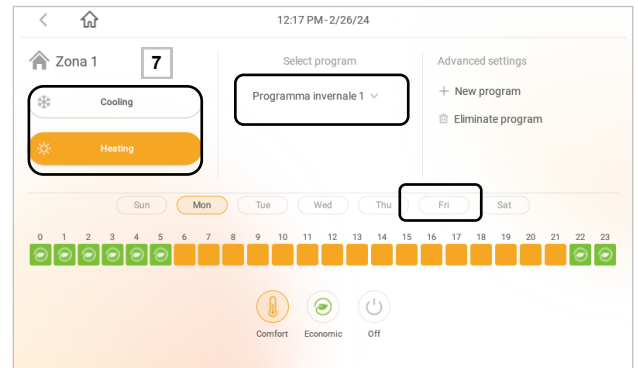 12:17 PM - 2/26/24
Zona 1
7
Select program
Advanced settings
Cooling
Heating
Programma invernale 1
New program
Eliminate program
Sun Mon Tue Wed Thu Fri Sat
0 1 2 3 4 5 6 7 8 9 10 11 12 13 14 15 16 17 18 19 20 21 22 23
Comfort Economic Off